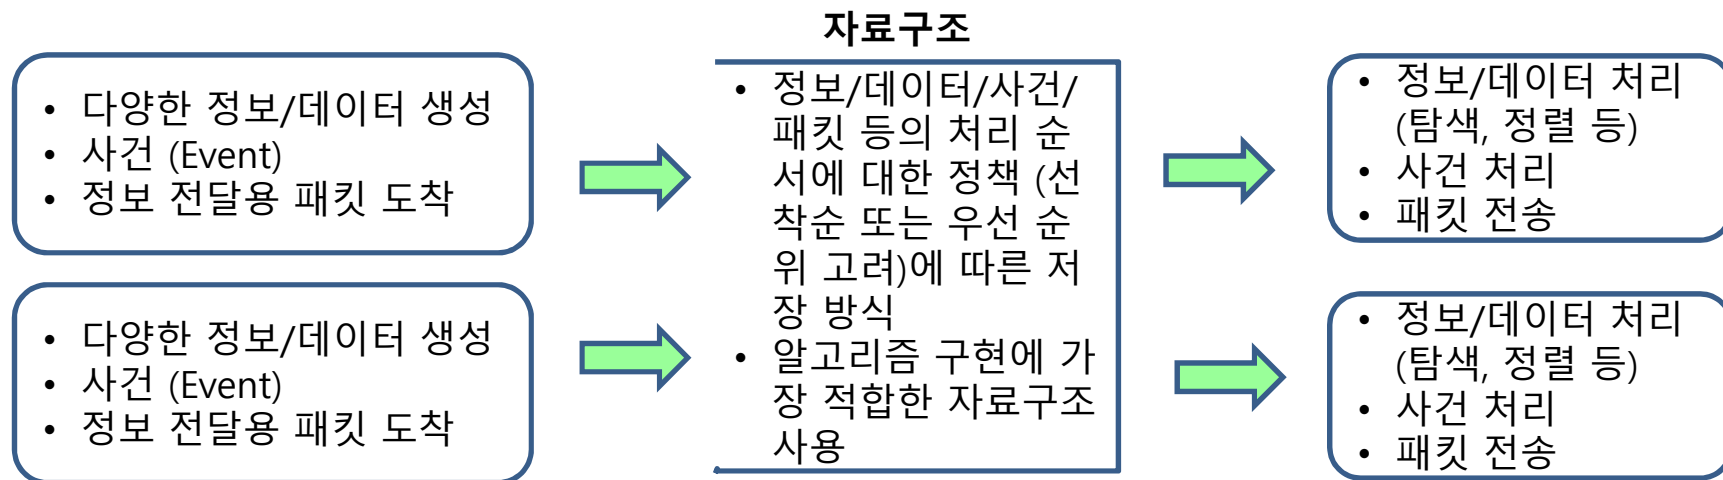 자료구조
• 다양한 정보/데이터 생성
• 사건 (Event)
• 정보 전달용 패킷 도착
• 다양한 정보/데이터 생성
• 사건 (Event)
• 정보 전달용 패킷 도착
• 정보/데이터/사건/
패킷 등의 처리 순
서에 대한 정책 (선
착순 또는 우선 순
위 고려)에 따른 저
장 방식
• 알고리즘 구현에 가
장 적합한 자료구조
사용
• 정보/데이터 처리
(탐색, 정렬 등)
• 사건 처리
• 패킷 전송
• 정보/데이터 처리
(탐색, 정렬 등)
• 사건 처리
• 패킷 전송